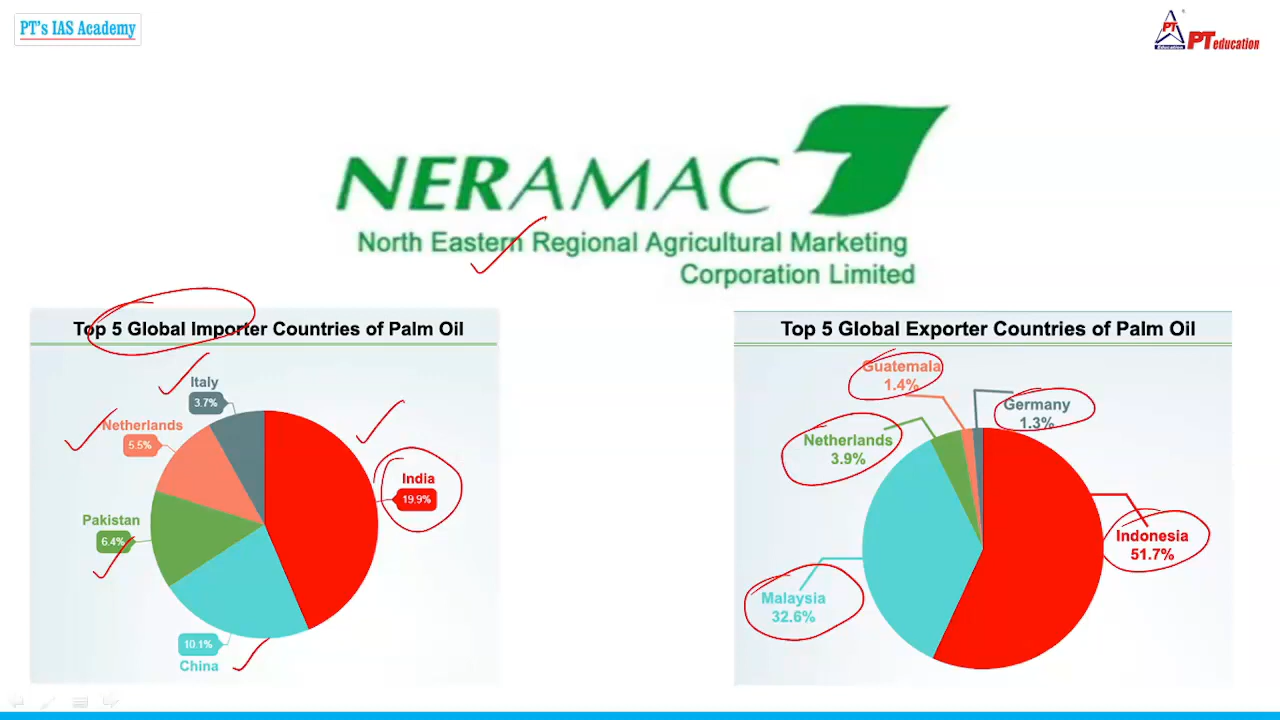 PT's IAS Academy
PT
Education
PT education
NERAMAC
North Eastern Regional Agricultural Marketing
Corporation Limited
Top 5 Global Importer Countries of Palm Oil
Italy
3.7%
Netherlands
5.5%
India
19.9%
Pakistan
6.4%
10.1%
China
Top 5 Global Exporter Countries of Palm Oil
Guatemala
1.4%
Germany
1.3%
Netherlands
3.9%
Indonesia
51.7%
Malaysia
32.6%